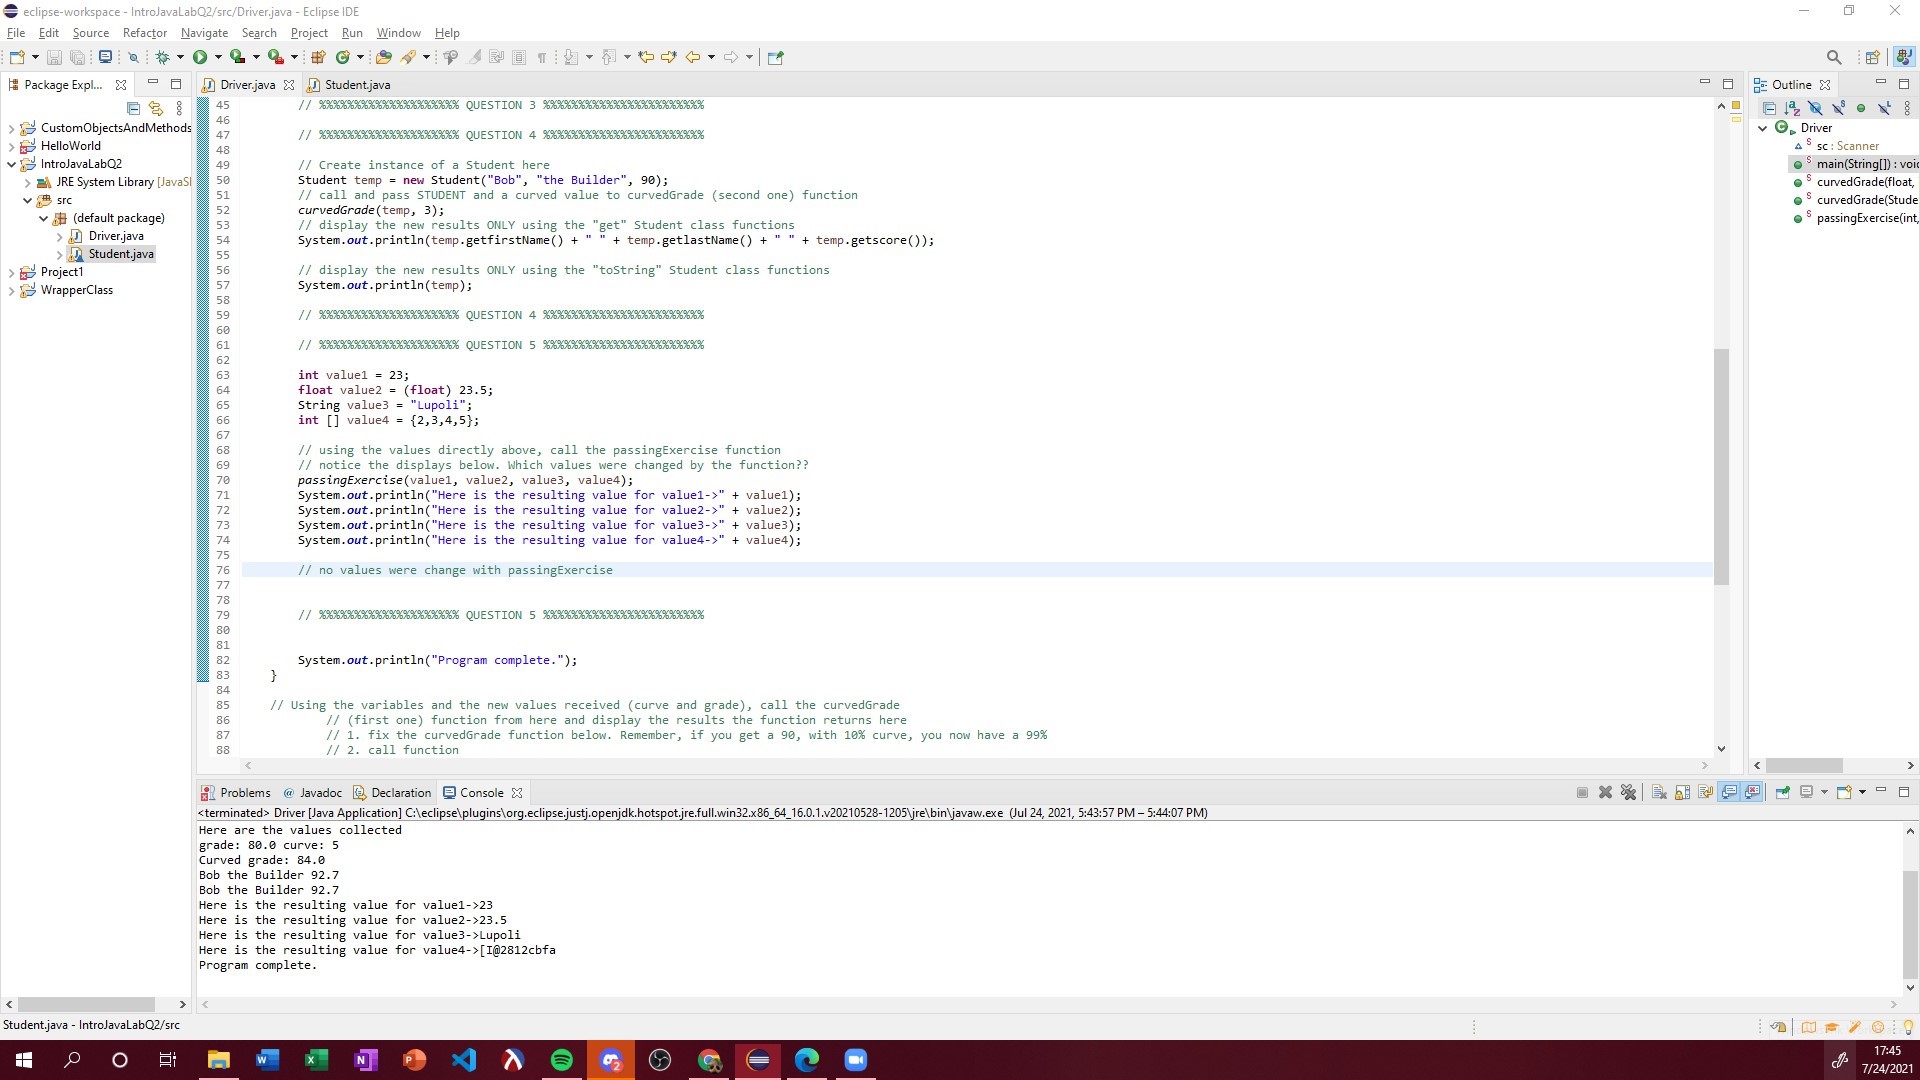 eclipse-workspace - IntroJavaLabQ2/src/Driver.java - Eclipse IDE
File Edit Source Refactor Navigate Search Project Run Window Help
Package Expl...
CustomObjectsAndMethods
HelloWorld
IntroJavaLabQ2
JRE System Library [JavaSI
src
(default package)
Driver.java
Student.java
Project1
WrapperClass
Driver.java Student.java
45 // %%%%%%%%%%%%%%%%%%%% QUESTION 3 %%%%%%%%%%%%%%%%%%%%%%%
46
47 // %%%%%%%%%%%%%%%%%%%% QUESTION 4 %%%%%%%%%%%%%%%%%%%%%%%
48
49 // Create instance of a Student here
50 Student temp = new Student("Bob", "the Builder", 90);
51 // call and pass STUDENT and a curved value to curvedGrade (second one) function
52 curvedGrade(temp, 3);
53 // display the new results ONLY using the "get" Student class functions
54 System.out.println(temp.getfirstName() + " " + temp.getlastName() + " " + temp.getscore());
55
56 // display the new results ONLY using the "toString" Student class functions
57 System.out.println(temp);
58
59 // %%%%%%%%%%%%%%%%%%%% QUESTION 4 %%%%%%%%%%%%%%%%%%%%%%%
60
61 // %%%%%%%%%%%%%%%%%%%% QUESTION 5 %%%%%%%%%%%%%%%%%%%%%%%
62
63 int value1 = 23;
64 float value2 = (float) 23.5;
65 String value3 = "Lupoli";
66 int [] value4 = {2,3,4,5};
67
68 // using the values directly above, call the passingExercise function
69 // notice the displays below. Which values were changed by the function??
70 passingExercise(value1, value2, value3, value4);
71 System.out.println("Here is the resulting value for value1->" + value1);
72 System.out.println("Here is the resulting value for value2->" + value2);
73 System.out.println("Here is the resulting value for value3->" + value3);
74 System.out.println("Here is the resulting value for value4->" + value4);
75
76 // no values were change with passingExercise
77
78
79 // %%%%%%%%%%%%%%%%%%%% QUESTION 5 %%%%%%%%%%%%%%%%%%%%%%%
80
81
82 System.out.println("Program complete.");
83 }
84
85 // Using the variables and the new values received (curve and grade), call the curvedGrade
86 // (first one) function from here and display the results the function returns here
87 // 1. fix the curvedGrade function below. Remember, if you get a 90, with 10% curve, you now have a 99%
88 // 2. call function
Outline
Driver
sc : Scanner
main(String[]) : voic
curvedGrade(float,
curvedGrade(Stude
passingExercise(int,
Problems @ Javadoc Declaration Console
<terminated> Driver [Java Application] C:\eclipse\plugins\org.eclipse.justj.openjdk.hotspot.jre.full.win32.x86_64_16.0.1.v20210528-1205\jre\bin\javaw.exe (Jul 24, 2021, 5:43:57 PM – 5:44:07 PM)
Here are the values collected
grade: 80.0 curve: 5
Curved grade: 84.0
Bob the Builder 92.7
Bob the Builder 92.7
Here is the resulting value for value1->23
Here is the resulting value for value2->23.5
Here is the resulting value for value3->Lupoli
Here is the resulting value for value4->[I@2812cbfa
Program complete.
Student.java - IntroJavaLabQ2/src
17:45
7/24/2021